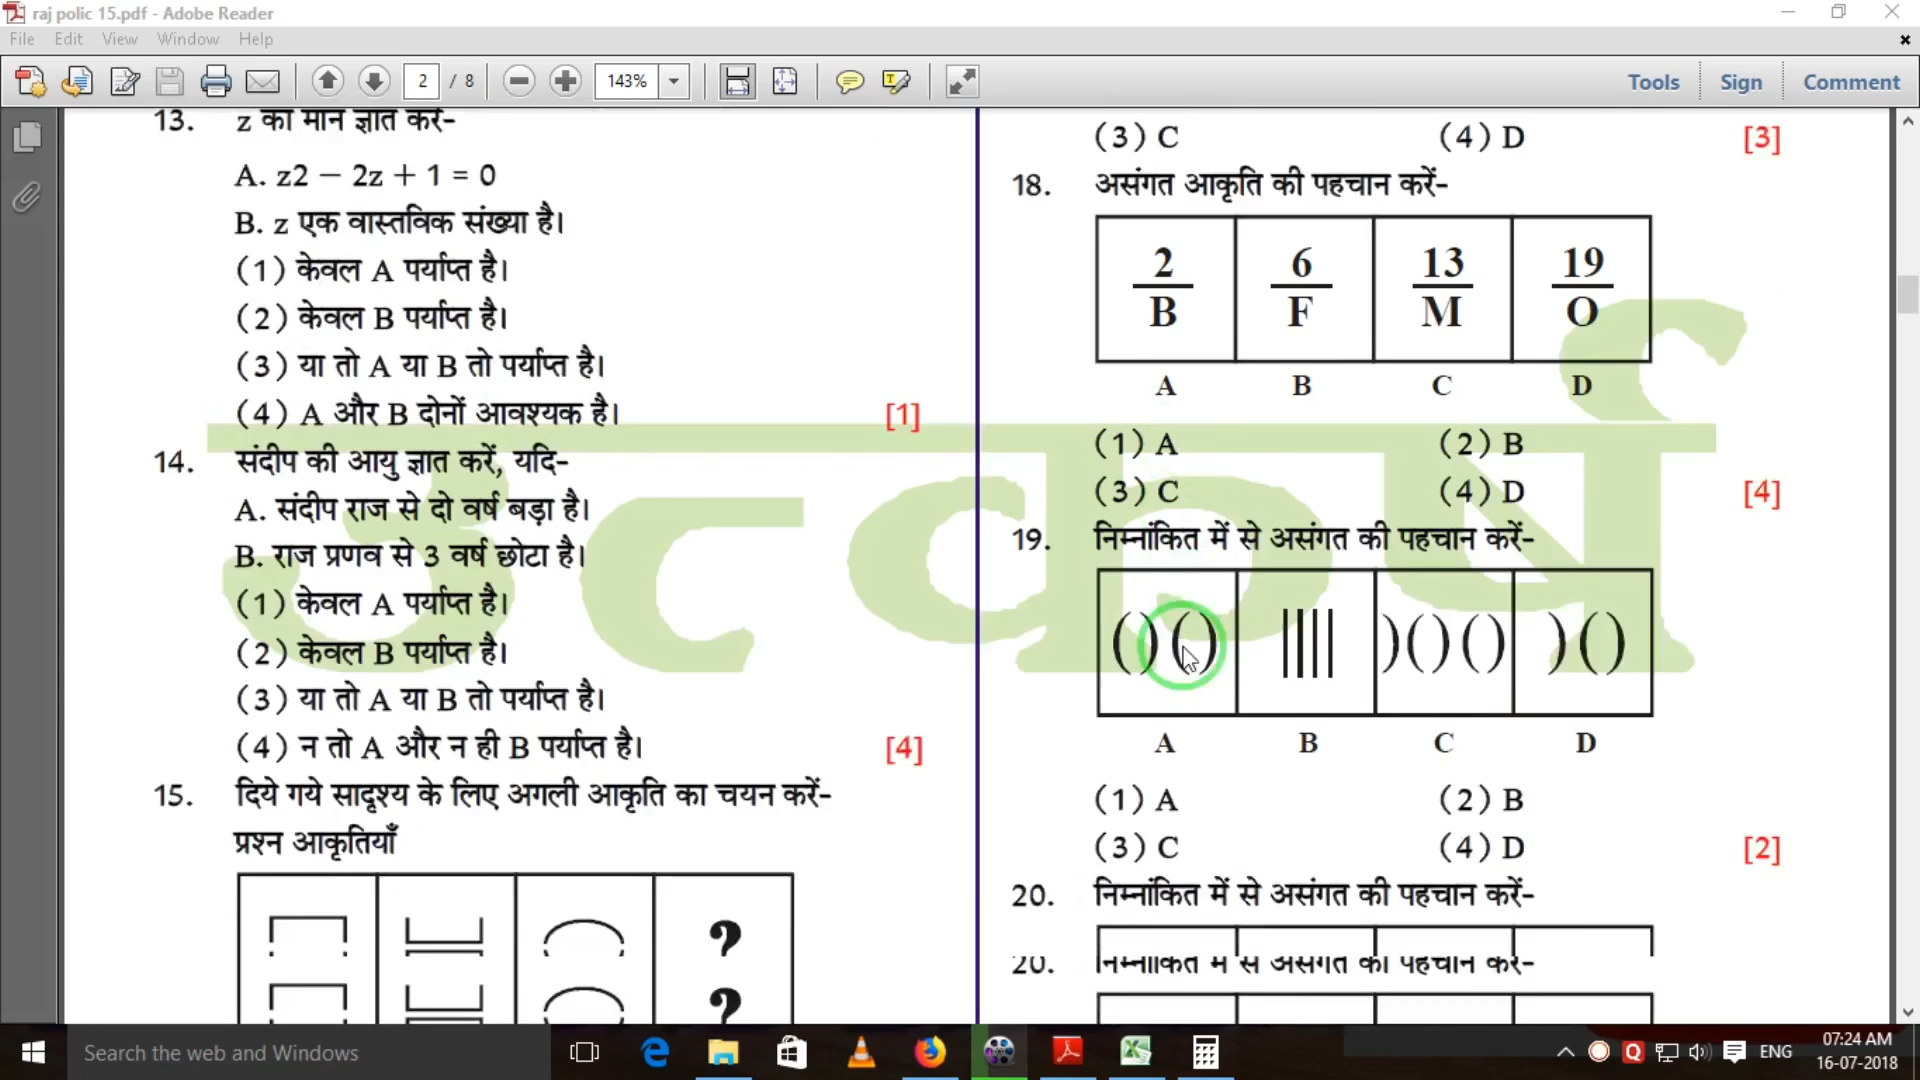 raj polic 15.pdf - Adobe Reader
File Edit View Window Help
2 / 8
143%
Tools Sign Comment
13. z का मान ज्ञात करें-
A. z2 − 2z + 1 = 0
B. z एक वास्तविक संख्या है।
(1) केवल A पर्याप्त है।
(2) केवल B पर्याप्त है।
(3) या तो A या B तो पर्याप्त है।
(4) A और B दोनों आवश्यक है। [1]
14. संदीप की आयु ज्ञात करें, यदि-
A. संदीप राज से दो वर्ष बड़ा है।
B. राज प्रणव से 3 वर्ष छोटा है।
(1) केवल A पर्याप्त है।
(2) केवल B पर्याप्त है।
(3) या तो A या B तो पर्याप्त है।
(4) न तो A और न ही B पर्याप्त है। [4]
15. दिये गये सादृश्य के लिए अगली आकृति का चयन करें-
प्रश्न आकृतियाँ
?
?
(3) C (4) D [3]
18. असंगत आकृति की पहचान करें-
2 6 13 19
B F M O
A B C D
(1) A (2) B
(3) C (4) D [4]
19. निम्नांकित में से असंगत की पहचान करें-
( ) ( ) | | | | ) ( ) ( ) ) ( )
A B C D
(1) A (2) B
(3) C (4) D [2]
20. निम्नांकित में से असंगत की पहचान करें-
20. निम्नांकित में से असंगत की पहचान करें-
उत्कर्ष
Search the web and Windows
ENG
07:24 AM
16-07-2018